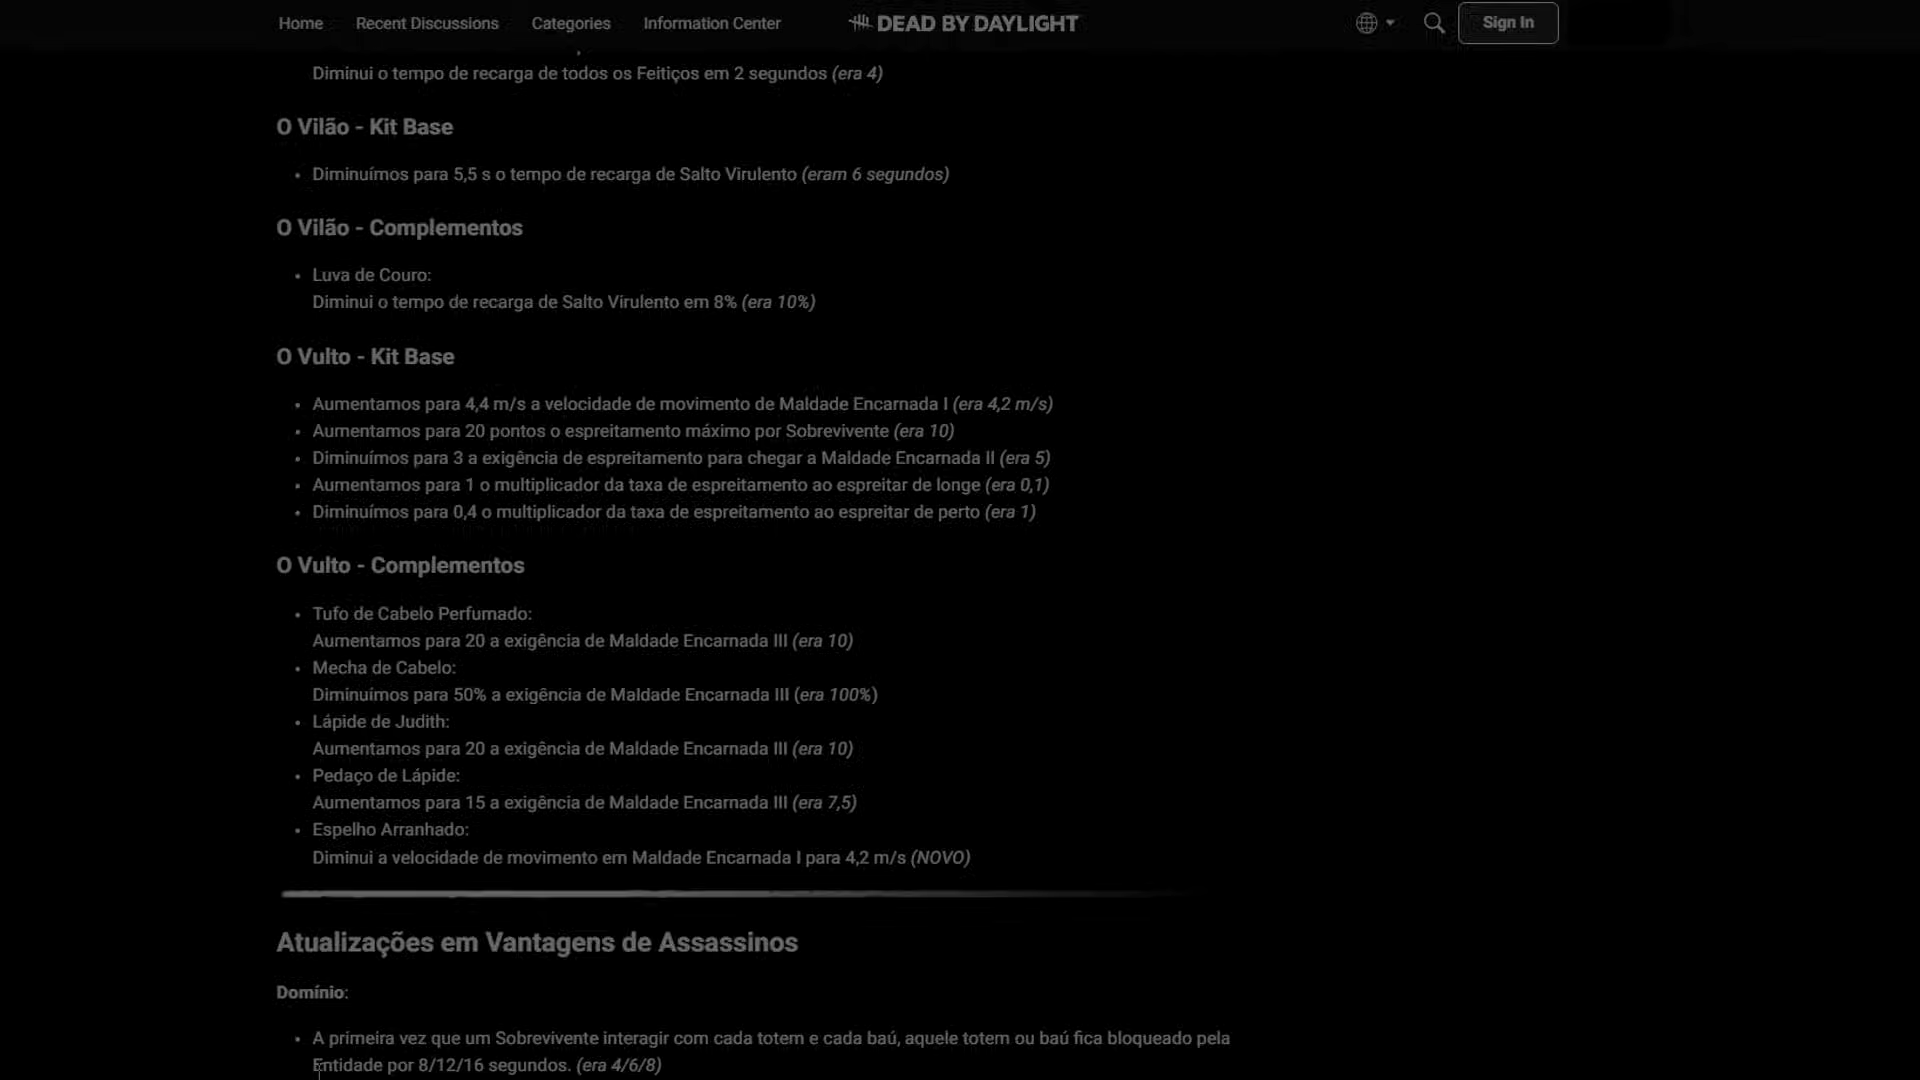 Home Recent Discussions Categories Information Center DEAD BY DAYLIGHT Sign In
Diminui o tempo de recarga de todos os Feitiços em 2 segundos (era 4)
O Vilão - Kit Base
• Diminuímos para 5,5 s o tempo de recarga de Salto Virulento (eram 6 segundos)
O Vilão - Complementos
• Luva de Couro:
Diminui o tempo de recarga de Salto Virulento em 8% (era 10%)
O Vulto - Kit Base
• Aumentamos para 4,4 m/s a velocidade de movimento de Maldade Encarnada I (era 4,2 m/s)
• Aumentamos para 20 pontos o espreitamento máximo por Sobrevivente (era 10)
• Diminuímos para 3 a exigência de espreitamento para chegar a Maldade Encarnada II (era 5)
• Aumentamos para 1 o multiplicador da taxa de espreitamento ao espreitar de longe (era 0,1)
• Diminuímos para 0,4 o multiplicador da taxa de espreitamento ao espreitar de perto (era 1)
O Vulto - Complementos
• Tufo de Cabelo Perfumado:
Aumentamos para 20 a exigência de Maldade Encarnada III (era 10)
• Mecha de Cabelo:
Diminuímos para 50% a exigência de Maldade Encarnada III (era 100%)
• Lápide de Judith:
Aumentamos para 20 a exigência de Maldade Encarnada III (era 10)
• Pedaço de Lápide:
Aumentamos para 15 a exigência de Maldade Encarnada III (era 7,5)
• Espelho Arranhado:
Diminui a velocidade de movimento em Maldade Encarnada I para 4,2 m/s (NOVO)
Atualizações em Vantagens de Assassinos
Domínio:
• A primeira vez que um Sobrevivente interagir com cada totem e cada baú, aquele totem ou baú fica bloqueado pela
Entidade por 8/12/16 segundos. (era 4/6/8)